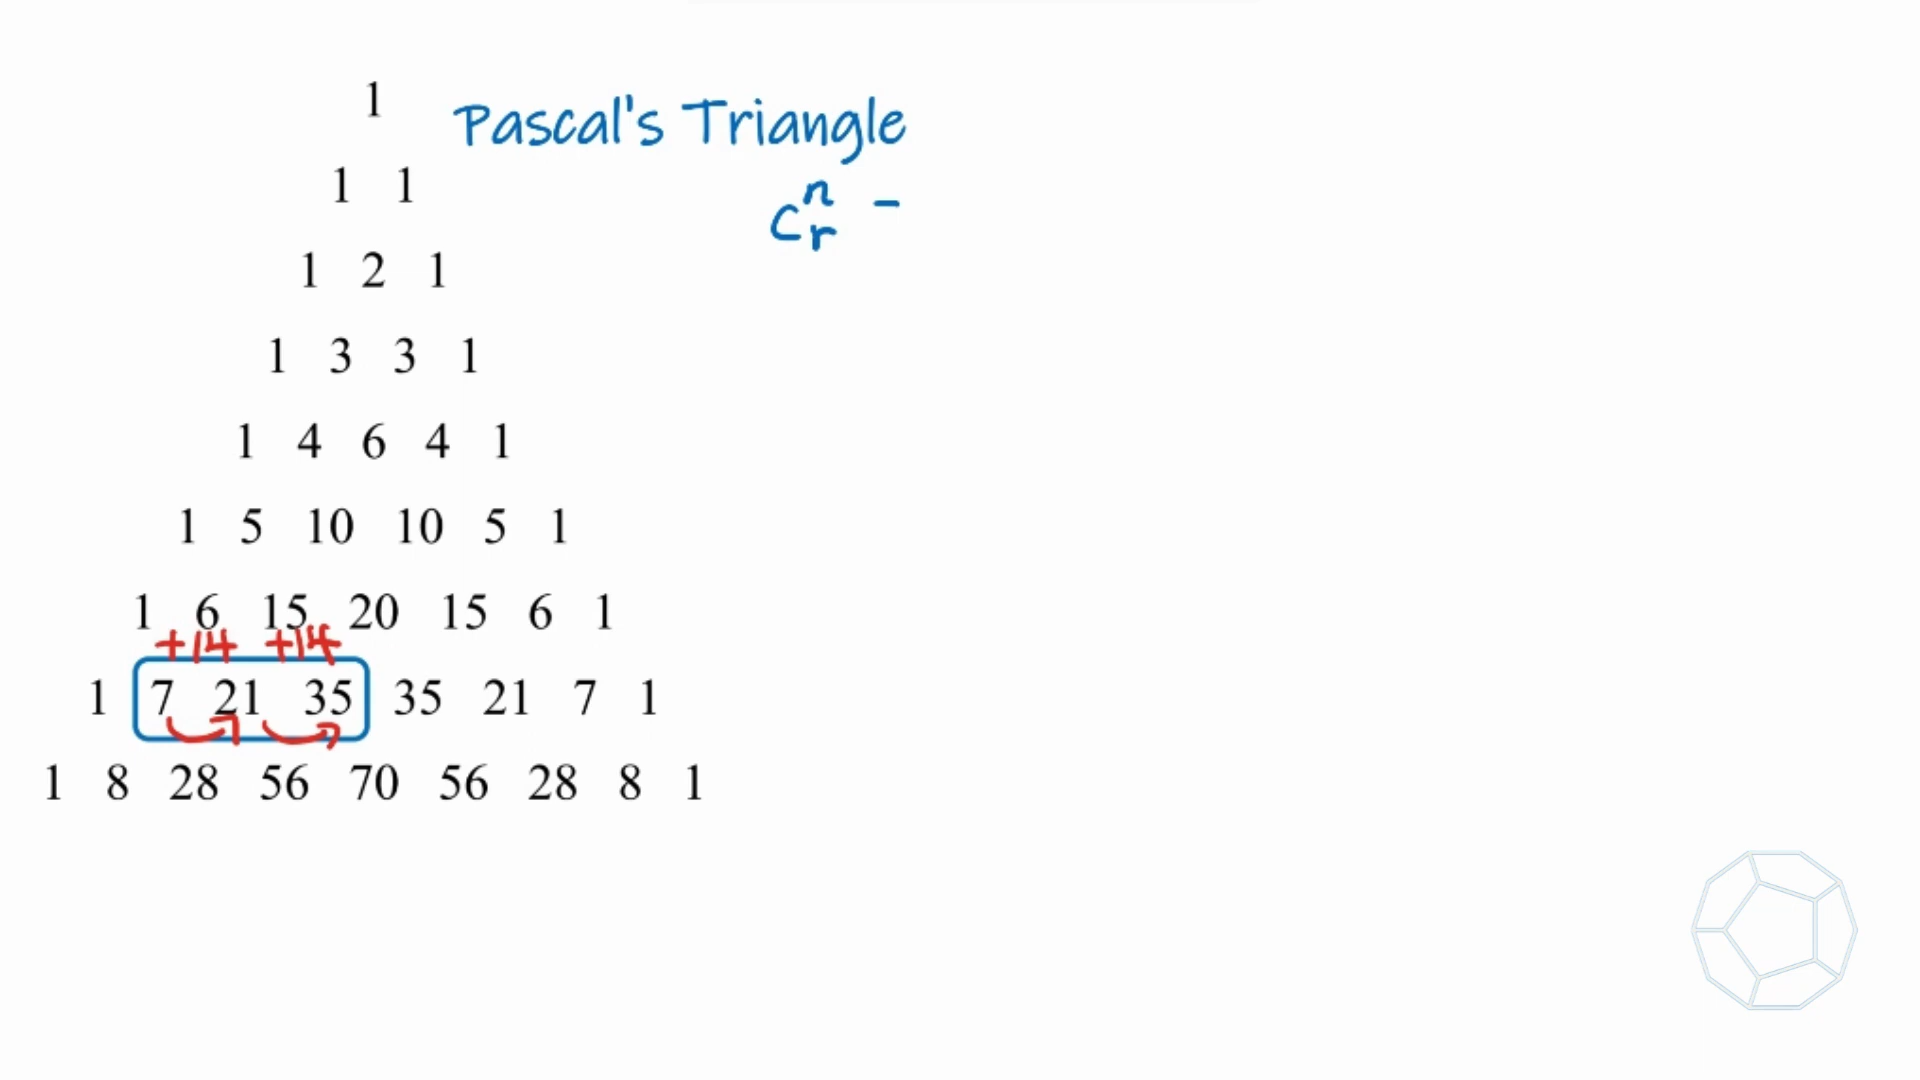 1
Pascal's Triangle
1 1
C^n_r -
1 2 1
1 3 3 1
1 4 6 4 1
1 5 10 10 5 1
1 6 15 20 15 6 1
+14 +14
1 7 21 35 35 21 7 1
1 8 28 56 70 56 28 8 1